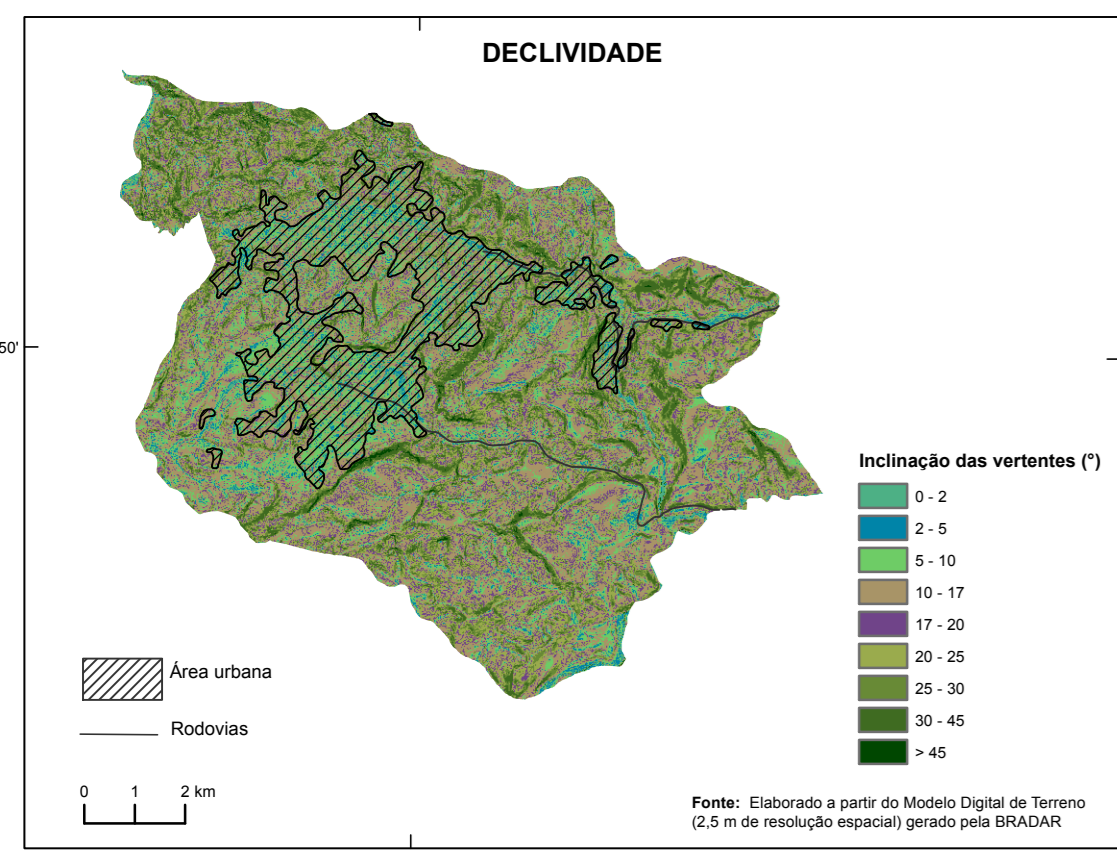 DECLIVIDADE
50'
Inclinação das vertentes (°)
0 - 2
2 - 5
5 - 10
10 - 17
17 - 20
20 - 25
25 - 30
30 - 45
> 45
Área urbana
Rodovias
0 1 2 km
Fonte: Elaborado a partir do Modelo Digital de Terreno
(2,5 m de resolução espacial) gerado pela BRADAR